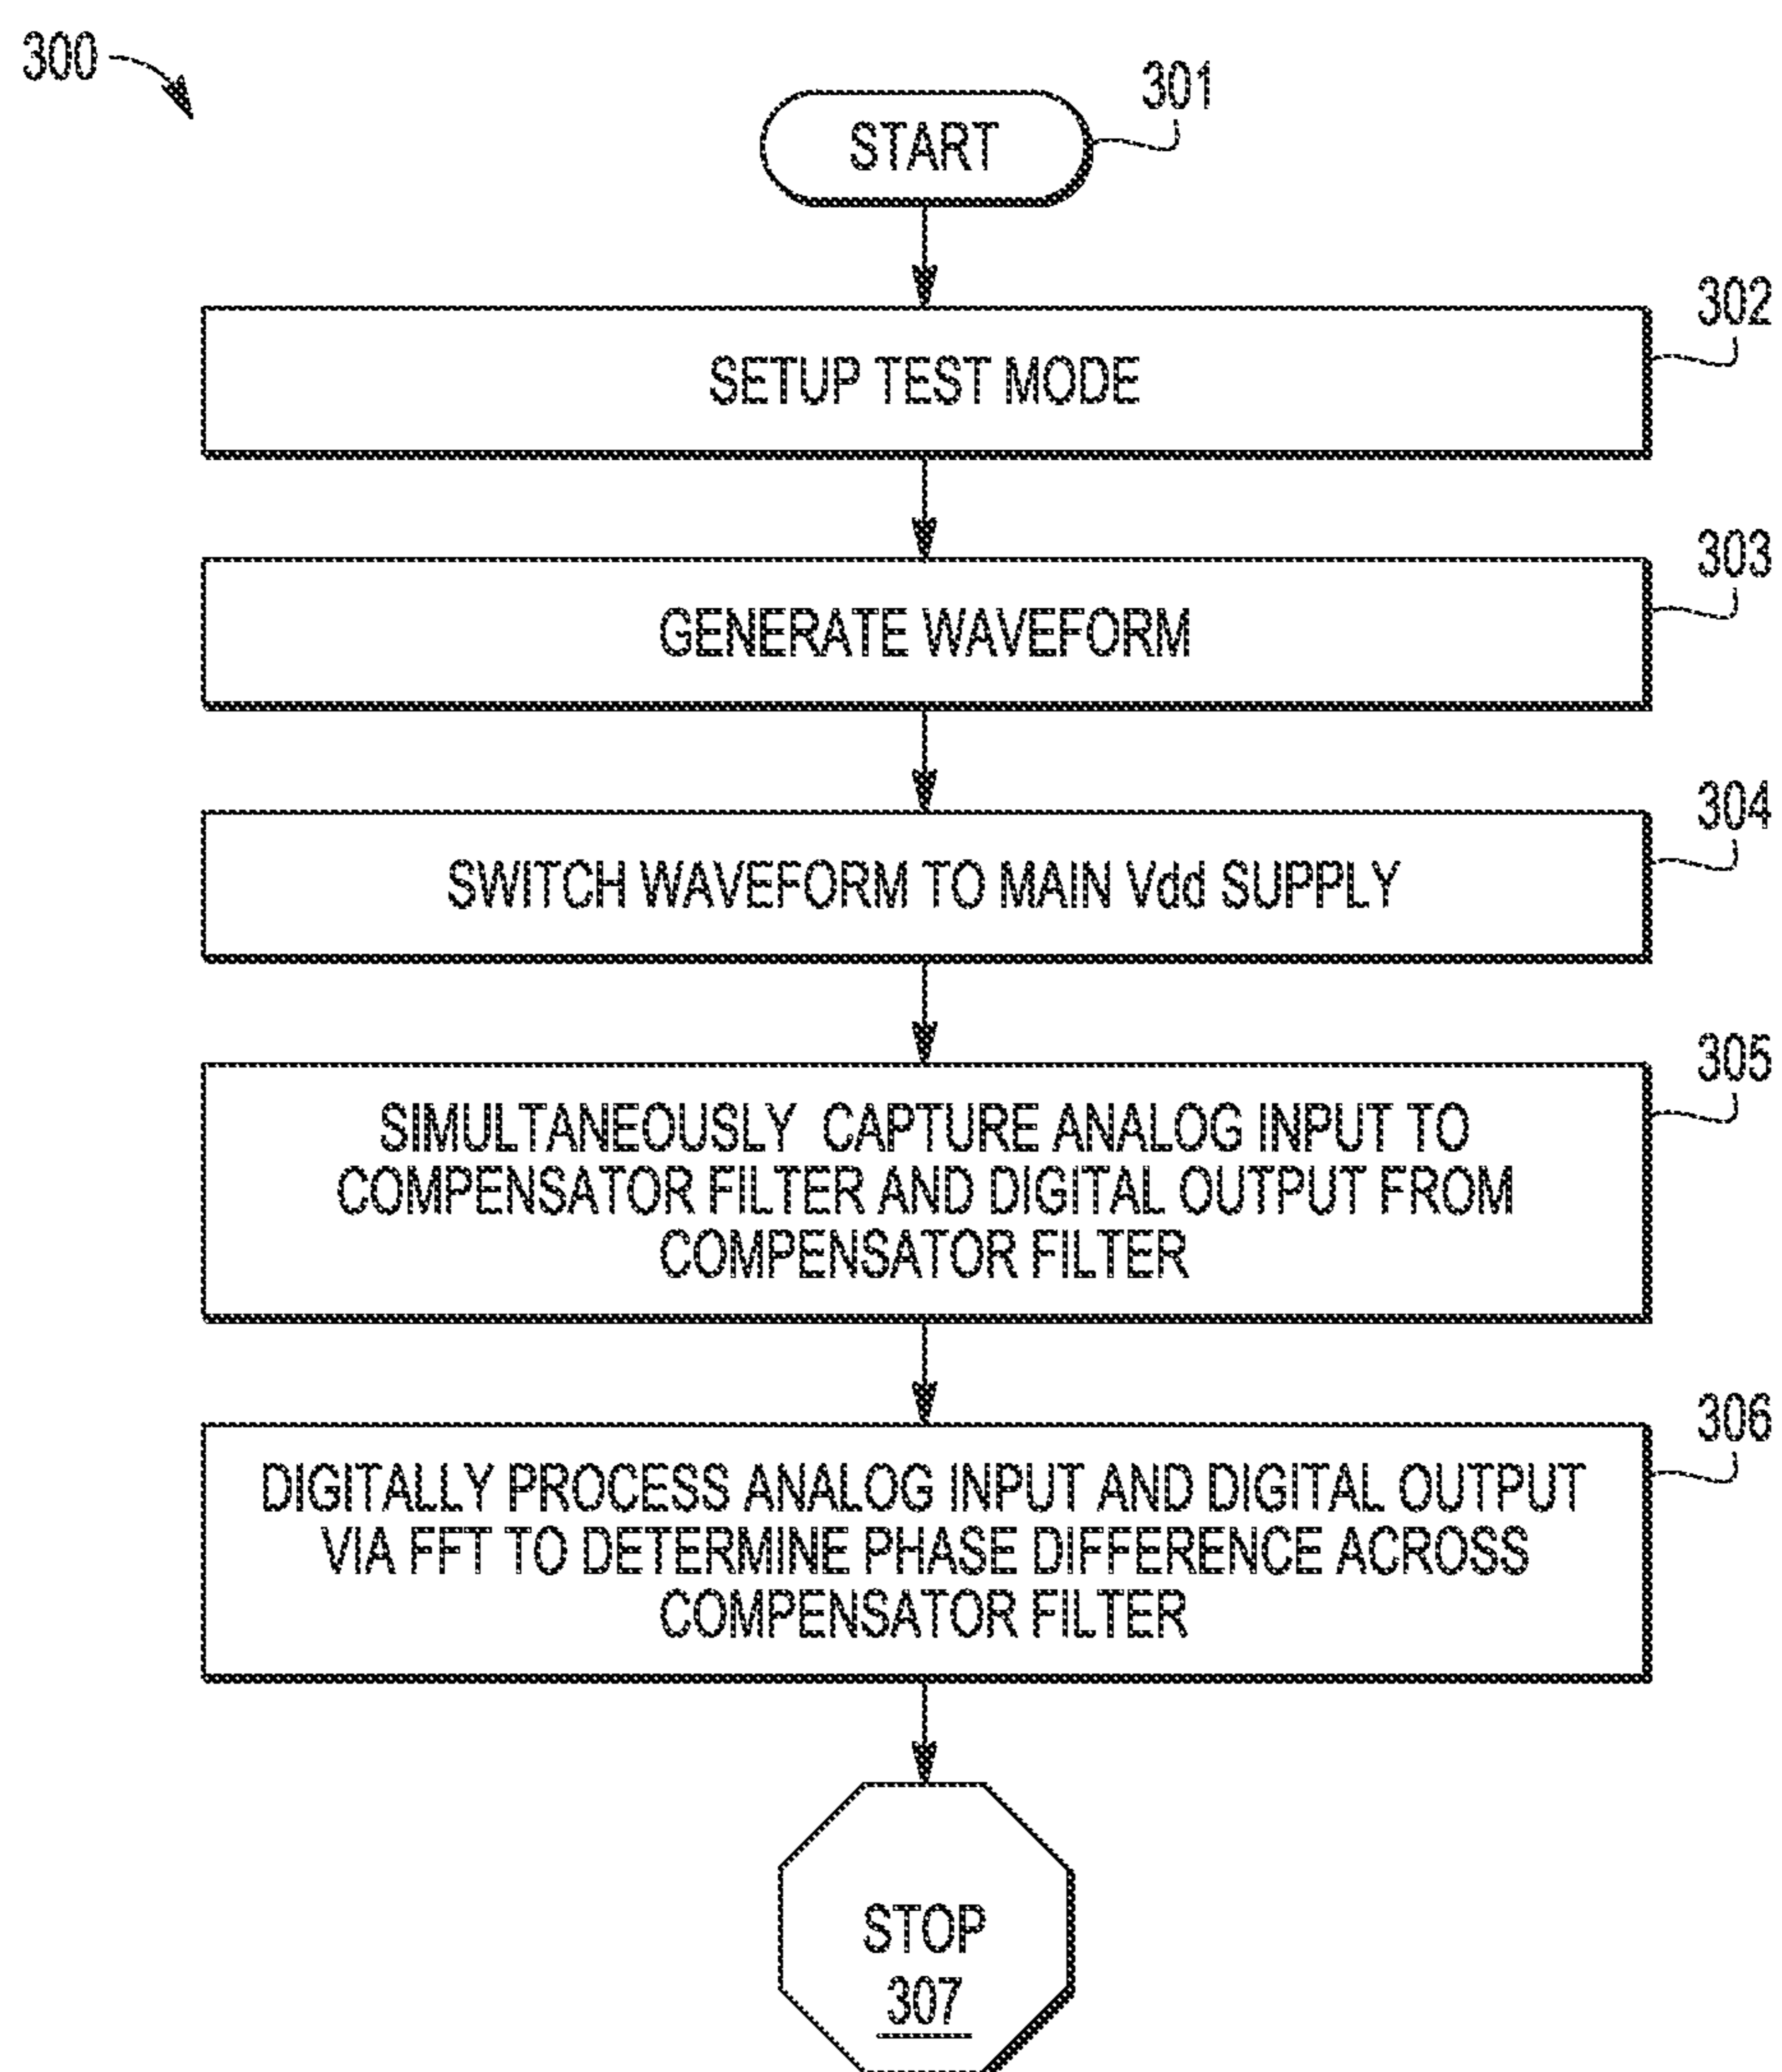 300
301
START
302
SETUP TEST MODE
303
GENERATE WAVEFORM
304
SWITCH WAVEFORM TO MAIN Vdd SUPPLY
305
SIMULTANEOUSLY CAPTURE ANALOG INPUT TO
COMPENSATOR FILTER AND DIGITAL OUTPUT FROM
COMPENSATOR FILTER
306
DIGITALLY PROCESS ANALOG INPUT AND DIGITAL OUTPUT
VIA FFT TO DETERMINE PHASE DIFFERENCE ACROSS
COMPENSATOR FILTER
STOP
307